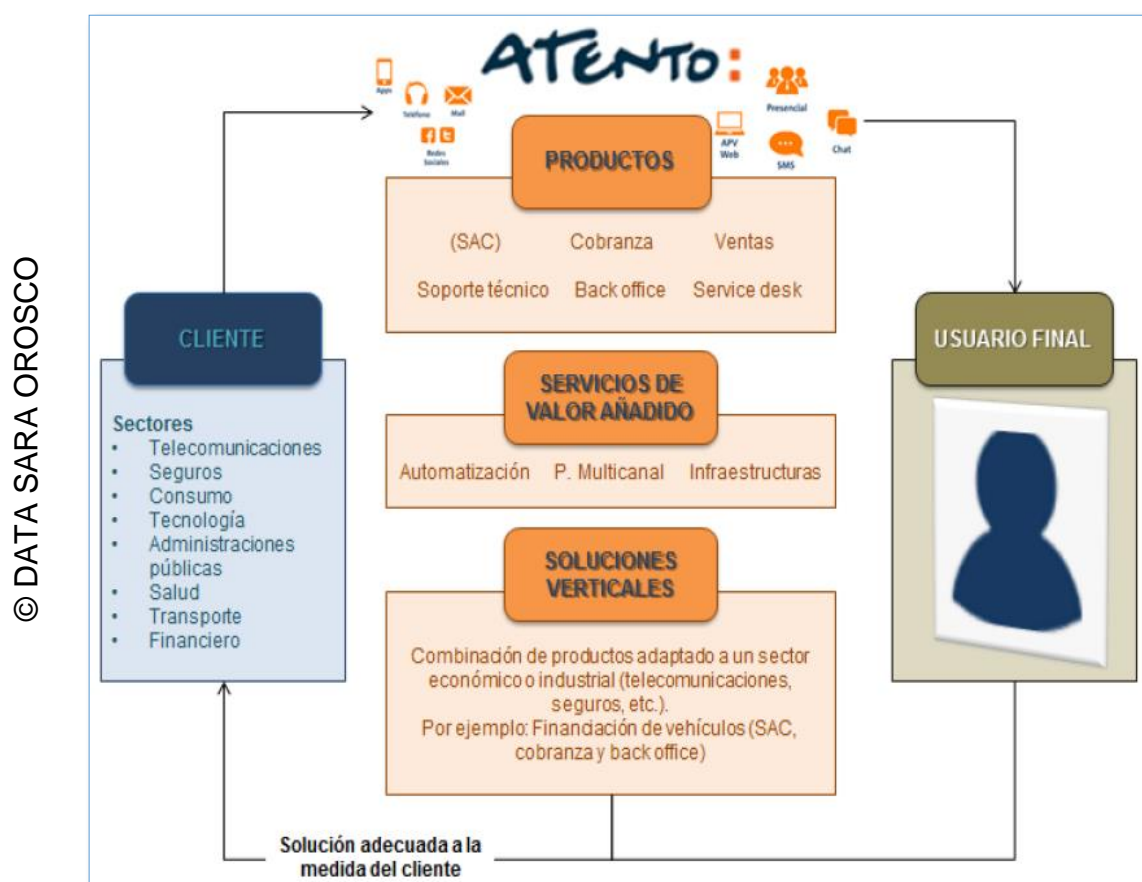 © DATA SARA OROSCO
ATENTO:
Apps
Teléfono
Mail
Redes
Sociales
APV
Web
Presencial
SMS
Chat
PRODUCTOS
(SAC) Cobranza Ventas
Soporte técnico Back office Service desk
CLIENTE
Sectores
• Telecomunicaciones
• Seguros
• Consumo
• Tecnología
• Administraciones
públicas
• Salud
• Transporte
• Financiero
SERVICIOS DE
VALOR AÑADIDO
Automatización P. Multicanal Infraestructuras
SOLUCIONES
VERTICALES
Combinación de productos adaptado a un sector
económico o industrial (telecomunicaciones,
seguros, etc.).
Por ejemplo: Financiación de vehículos (SAC,
cobranza y back office)
USUARIO FINAL
Solución adecuada a la
medida del cliente